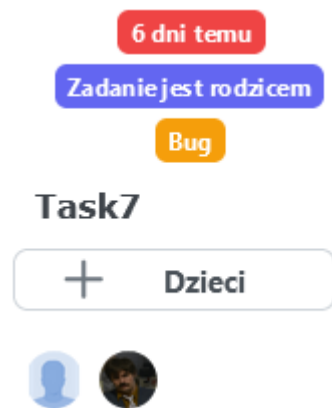 6 dni temu
Zadanie jest rodzicem
Bug
Task7
+ Dzieci